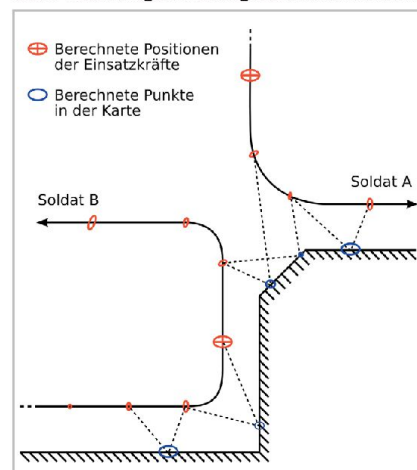 Berechnete Positionen
der Einsatzkräfte
Berechnete Punkte
in der Karte
Soldat B
Soldat A